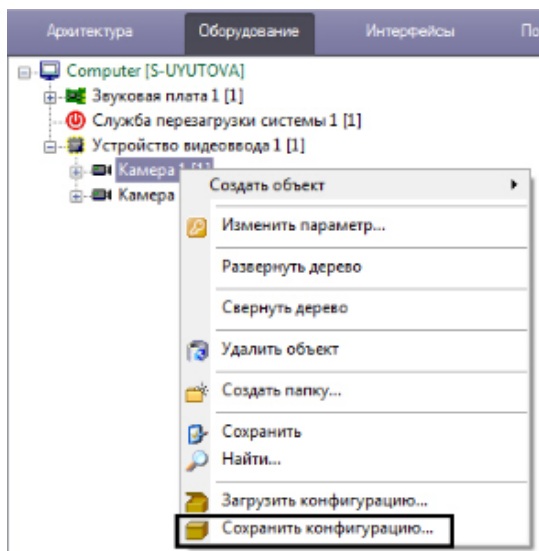 Архитектура Оборудование Интерфейсы
Computer [S-UYUTOVA]
Звуковая плата 1 [1]
Служба перезагрузки системы 1 [1]
Устройство видеоввода 1 [1]
Камера 1 [1]
Камера
Создать объект
Изменить параметр...
Развернуть дерево
Свернуть дерево
Удалить объект
Создать папку...
Сохранить
Найти...
Загрузить конфигурацию...
Сохранить конфигурацию...